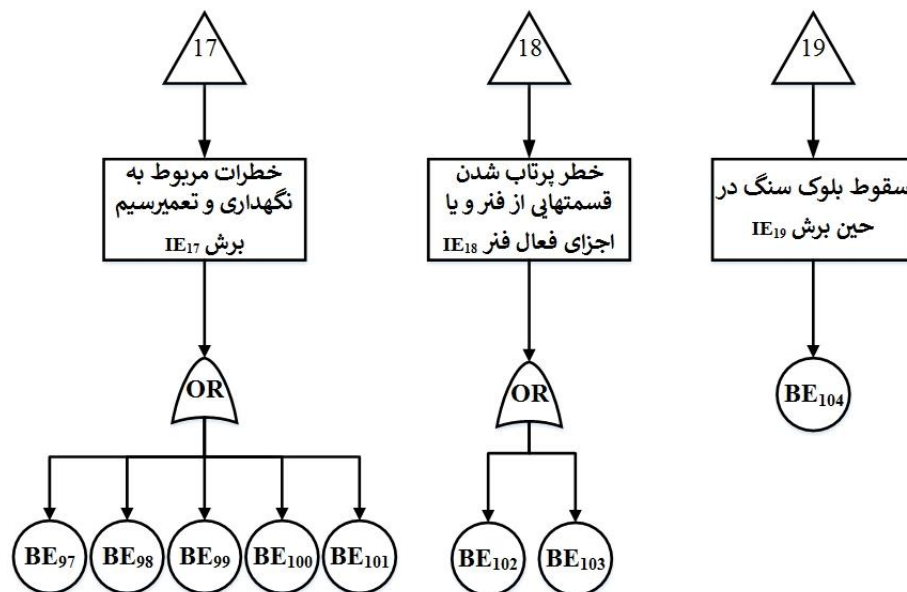 17
خطرات مربوط به
نگهداری و تعمیرسیم
برش IE17
OR
BE97 BE98 BE99 BE100 BE101
18
خطر پرتاب شدن
قسمتهایی از فنر و یا
اجزای فعال فنر IE18
OR
BE102 BE103
19
سقوط بلوک سنگ در
حین برش IE19
BE104